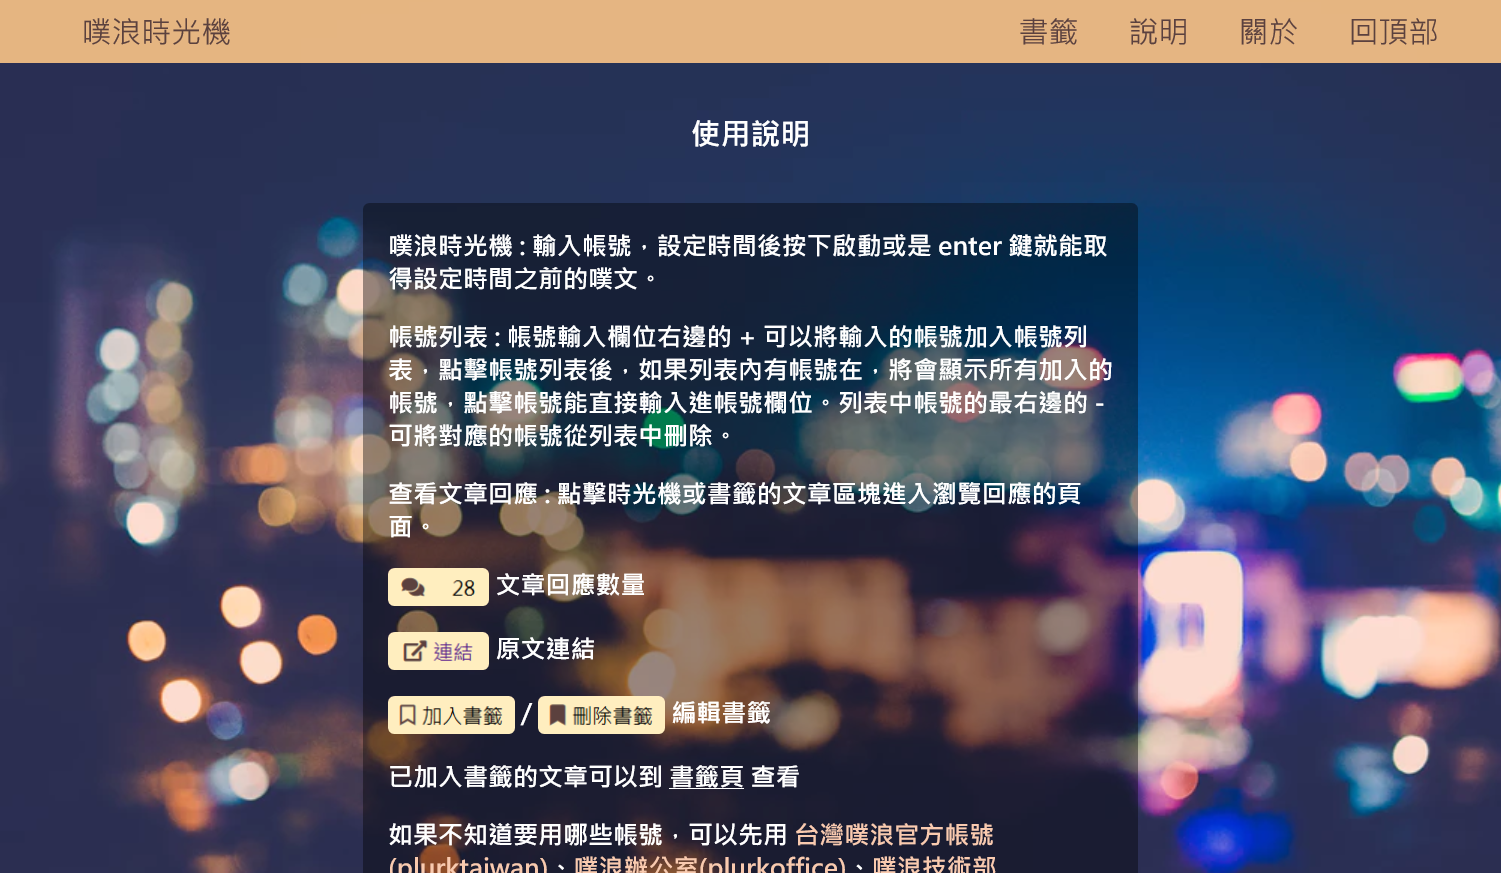 噗浪時光機 書籤 說明 關於 回頂部
使用說明
噗浪時光機 : 輸入帳號，設定時間後按下啟動或是 enter 鍵就能取
得設定時間之前的噗文。
帳號列表 : 帳號輸入欄位右邊的 + 可以將輸入的帳號加入帳號列
表，點擊帳號列表後，如果列表內有帳號在，將會顯示所有加入的
帳號，點擊帳號能直接輸入進帳號欄位。列表中帳號的最右邊的 -
可將對應的帳號從列表中刪除。
查看文章回應 : 點擊時光機或書籤的文章區塊進入瀏覽回應的頁
面。
28 文章回應數量
連結 原文連結
加入書籤 / 刪除書籤 編輯書籤
已加入書籤的文章可以到 書籤頁 查看
如果不知道要用哪些帳號，可以先用 台灣噗浪官方帳號
(plurktaiwan)、噗浪辦公室(plurkoffice)、噗浪技術部